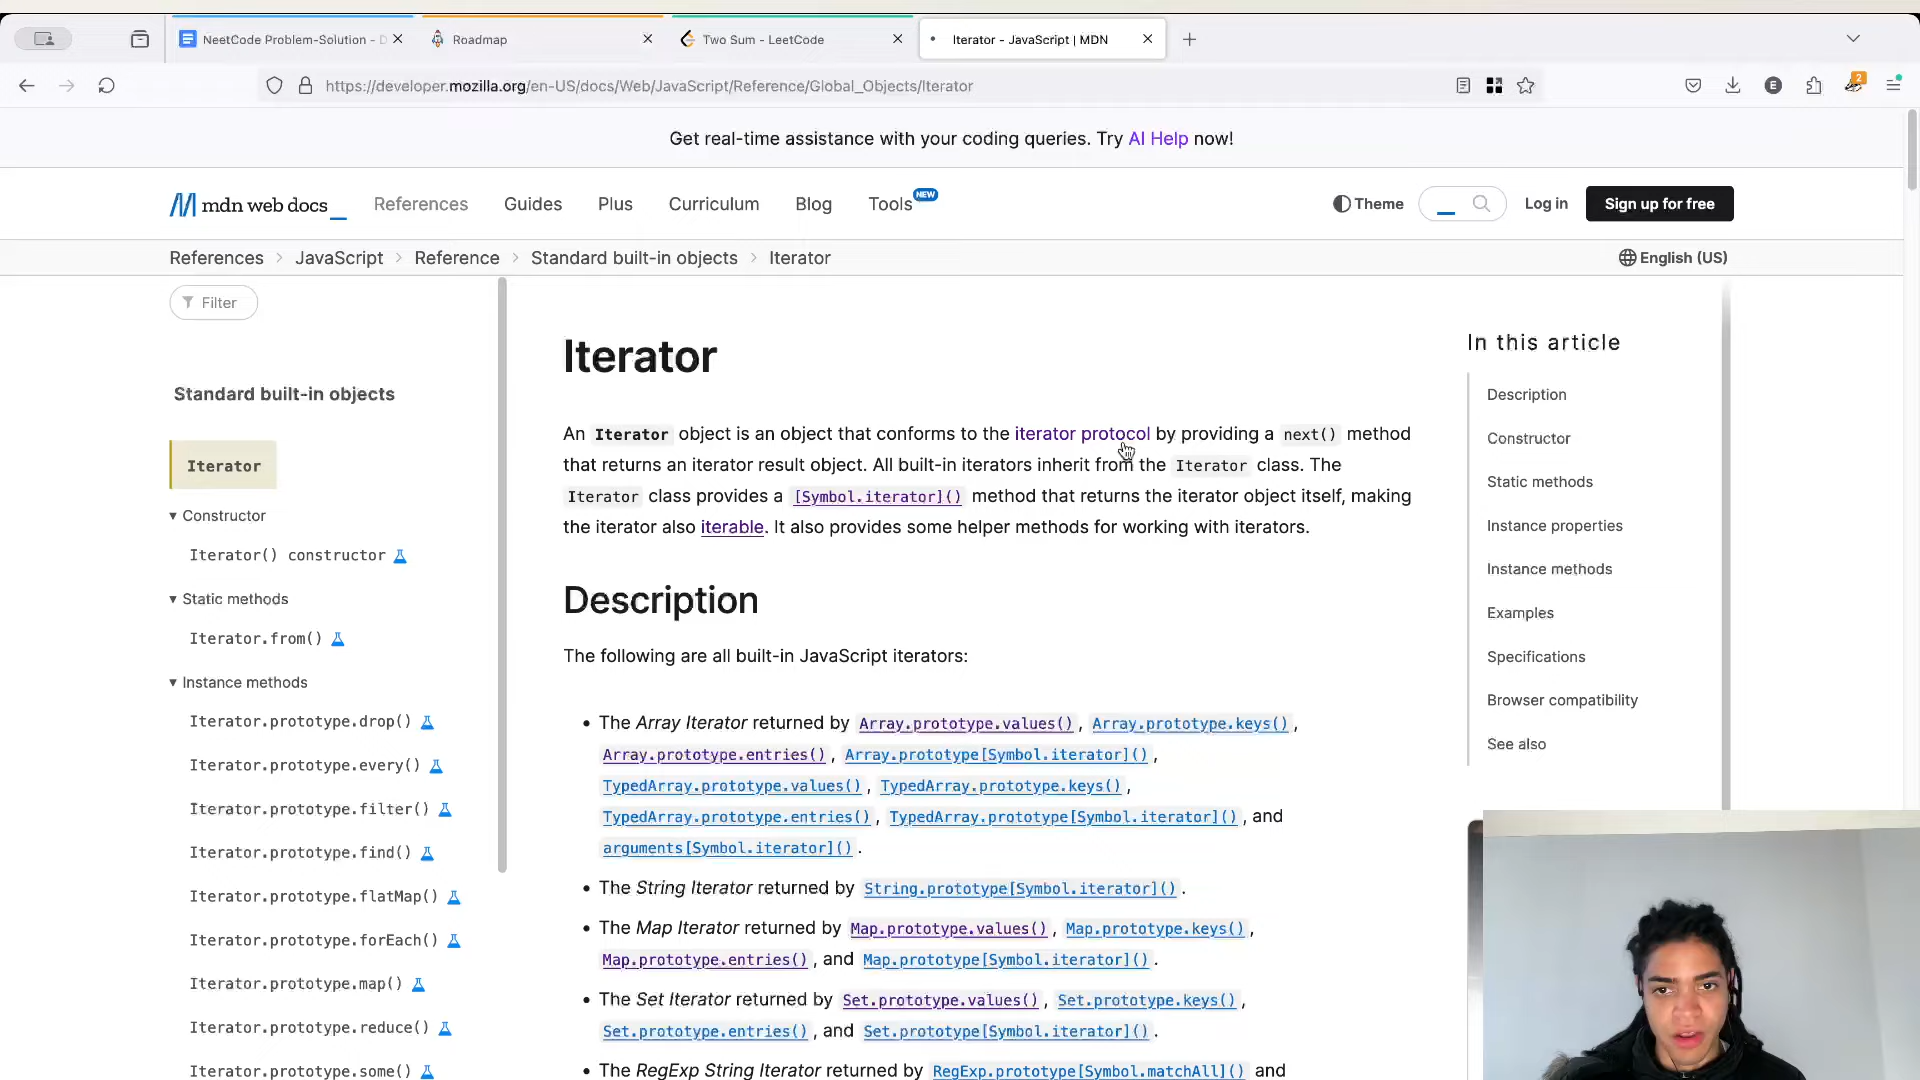 NeetCode Problem-Solution - D
Roadmap
Two Sum - LeetCode
Iterator - JavaScript | MDN
https://developer.mozilla.org/en-US/docs/Web/JavaScript/Reference/Global_Objects/Iterator
E
2
Get real-time assistance with your coding queries. Try AI Help now!
mdn web docs_
References
Guides
Plus
Curriculum
Blog
Tools
NEW
Theme
Log in
Sign up for free
References > JavaScript > Reference > Standard built-in objects > Iterator
English (US)
Filter
Standard built-in objects
Iterator
Constructor
Iterator() constructor
Static methods
Iterator.from()
Instance methods
Iterator.prototype.drop()
Iterator.prototype.every()
Iterator.prototype.filter()
Iterator.prototype.find()
Iterator.prototype.flatMap()
Iterator.prototype.forEach()
Iterator.prototype.map()
Iterator.prototype.reduce()
Iterator.prototype.some()
Iterator
An Iterator object is an object that conforms to the iterator protocol by providing a next() method
that returns an iterator result object. All built-in iterators inherit from the Iterator class. The
Iterator class provides a [Symbol.iterator]() method that returns the iterator object itself, making
the iterator also iterable. It also provides some helper methods for working with iterators.
Description
The following are all built-in JavaScript iterators:
• The Array Iterator returned by Array.prototype.values(), Array.prototype.keys(),
Array.prototype.entries(), Array.prototype[Symbol.iterator](),
TypedArray.prototype.values(), TypedArray.prototype.keys(),
TypedArray.prototype.entries(), TypedArray.prototype[Symbol.iterator](), and
arguments[Symbol.iterator]().
• The String Iterator returned by String.prototype[Symbol.iterator]().
• The Map Iterator returned by Map.prototype.values(), Map.prototype.keys(),
Map.prototype.entries(), and Map.prototype[Symbol.iterator]().
• The Set Iterator returned by Set.prototype.values(), Set.prototype.keys(),
Set.prototype.entries(), and Set.prototype[Symbol.iterator]().
• The RegExp String Iterator returned by RegExp.prototype[Symbol.matchAll]() and
In this article
Description
Constructor
Static methods
Instance properties
Instance methods
Examples
Specifications
Browser compatibility
See also